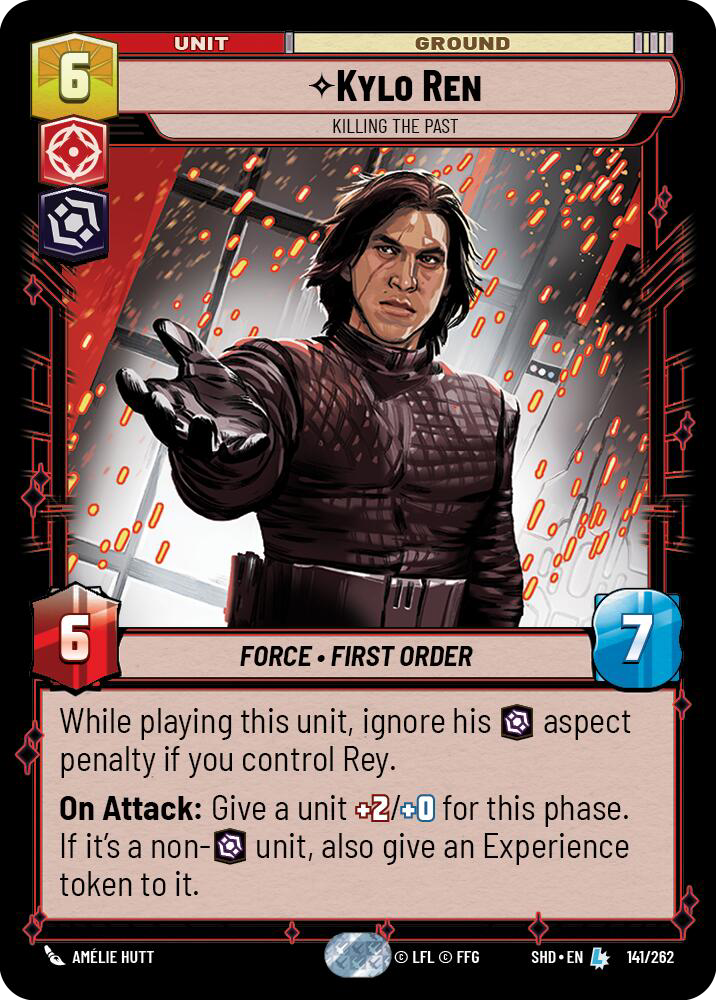 UNIT GROUND
6
KYLO REN
KILLING THE PAST
6
FORCE • FIRST ORDER
7
While playing this unit, ignore his aspect
penalty if you control Rey.
On Attack: Give a unit +2/+0 for this phase.
If it's a non- unit, also give an Experience
token to it.
AMÉLIE HUTT © LFL © FFG SHD • EN L 141/262